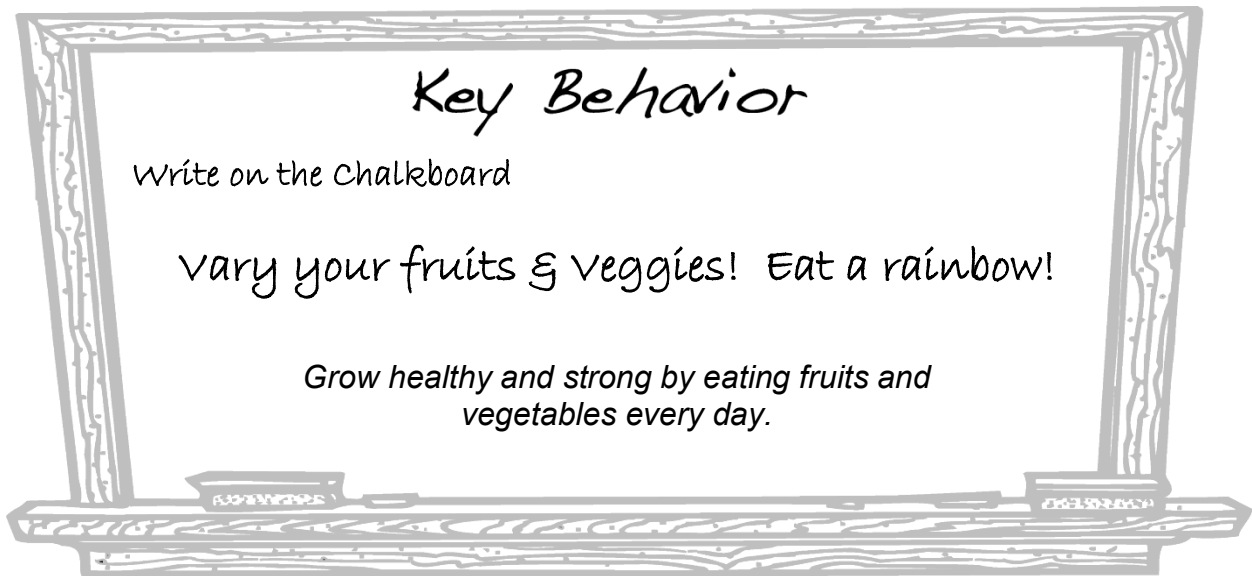 Key Behavior
Write on the Chalkboard
Vary your fruits & Veggies! Eat a rainbow!
Grow healthy and strong by eating fruits and
vegetables every day.